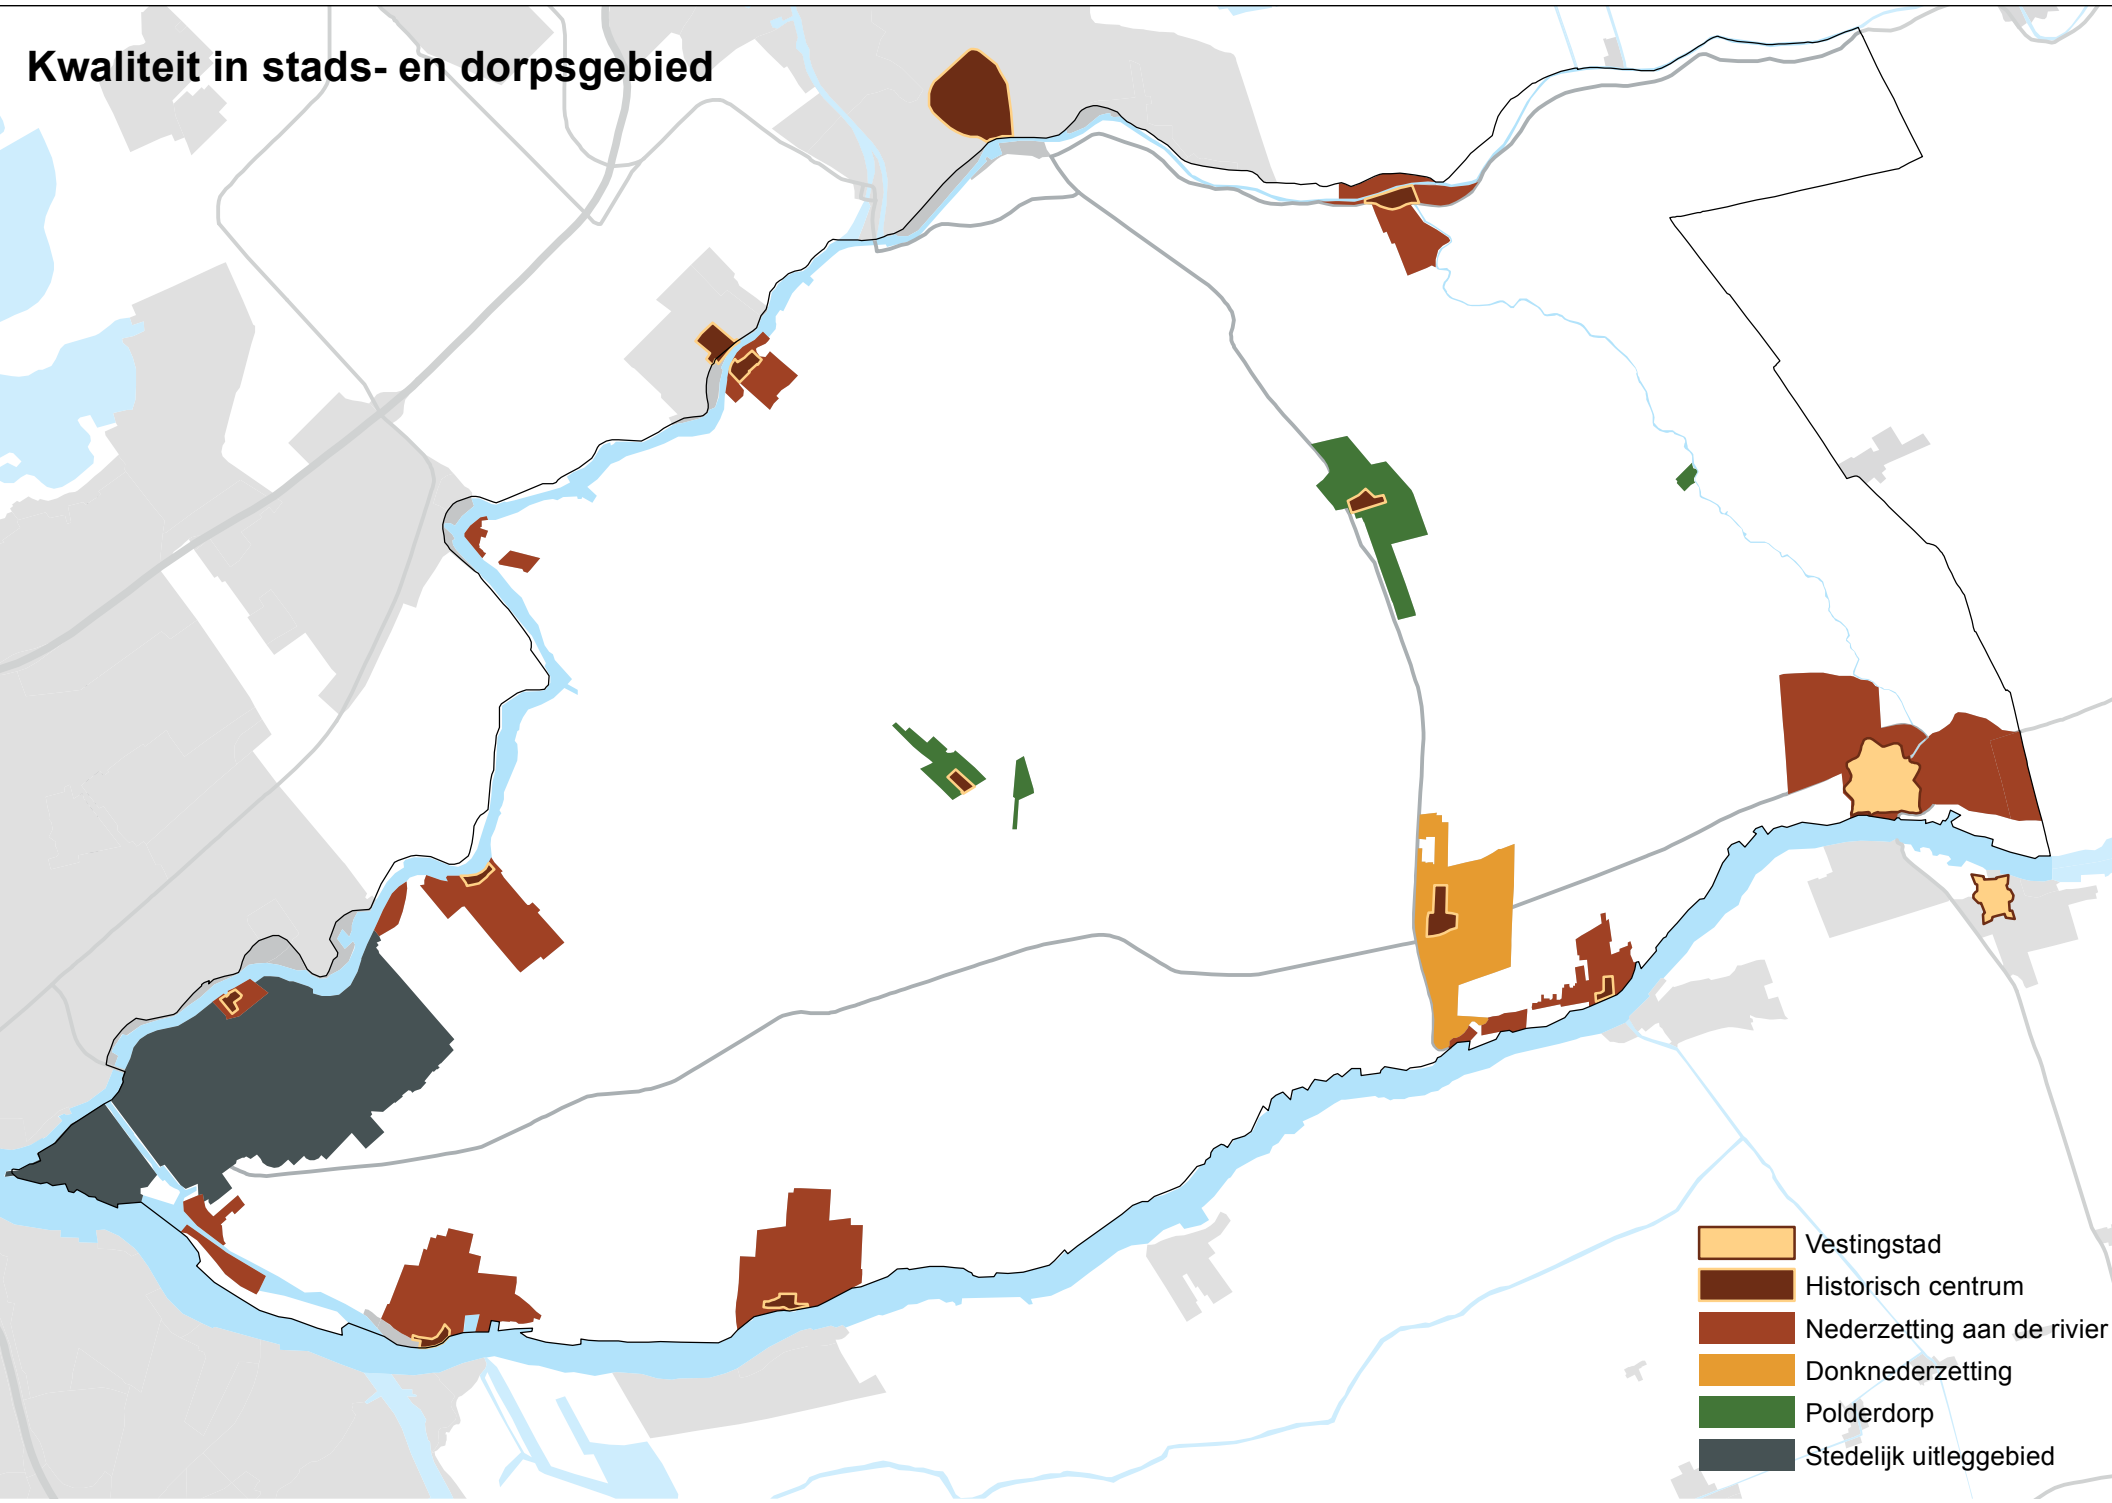 Kwaliteit in stads- en dorpsgebied
Vestingstad
Historisch centrum
Nederzetting aan de rivier
Donknederzetting
Polderdorp
Stedelijk uitleggebied